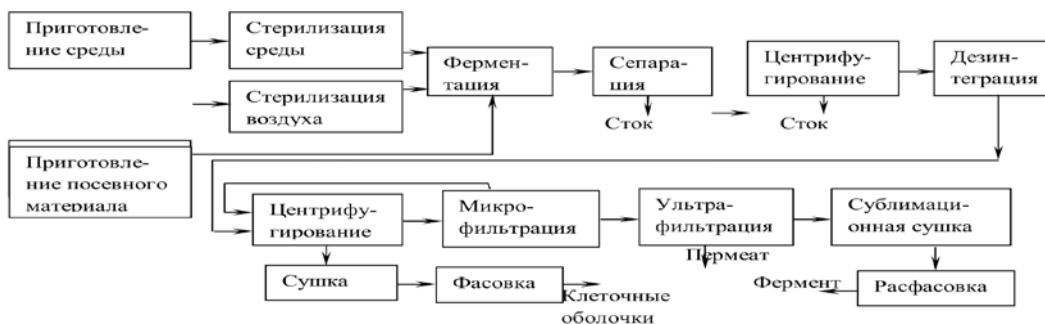 Приготовле-
ние среды
Стерилизация
среды
Фермен-
тация
Сепара-
ция
Центрифу-
гирование
Дезин-
теграция
Стерилизация
воздуха
Сток
Сток
Приготовле-
ние посевного
материала
Центрифу-
гирование
Микро-
фильтрация
Ультра-
фильтрация
Сублимаци-
онная сушка
Пермеат
Сушка
Фасовка
Клеточные
оболочки
Фермент
Расфасовка